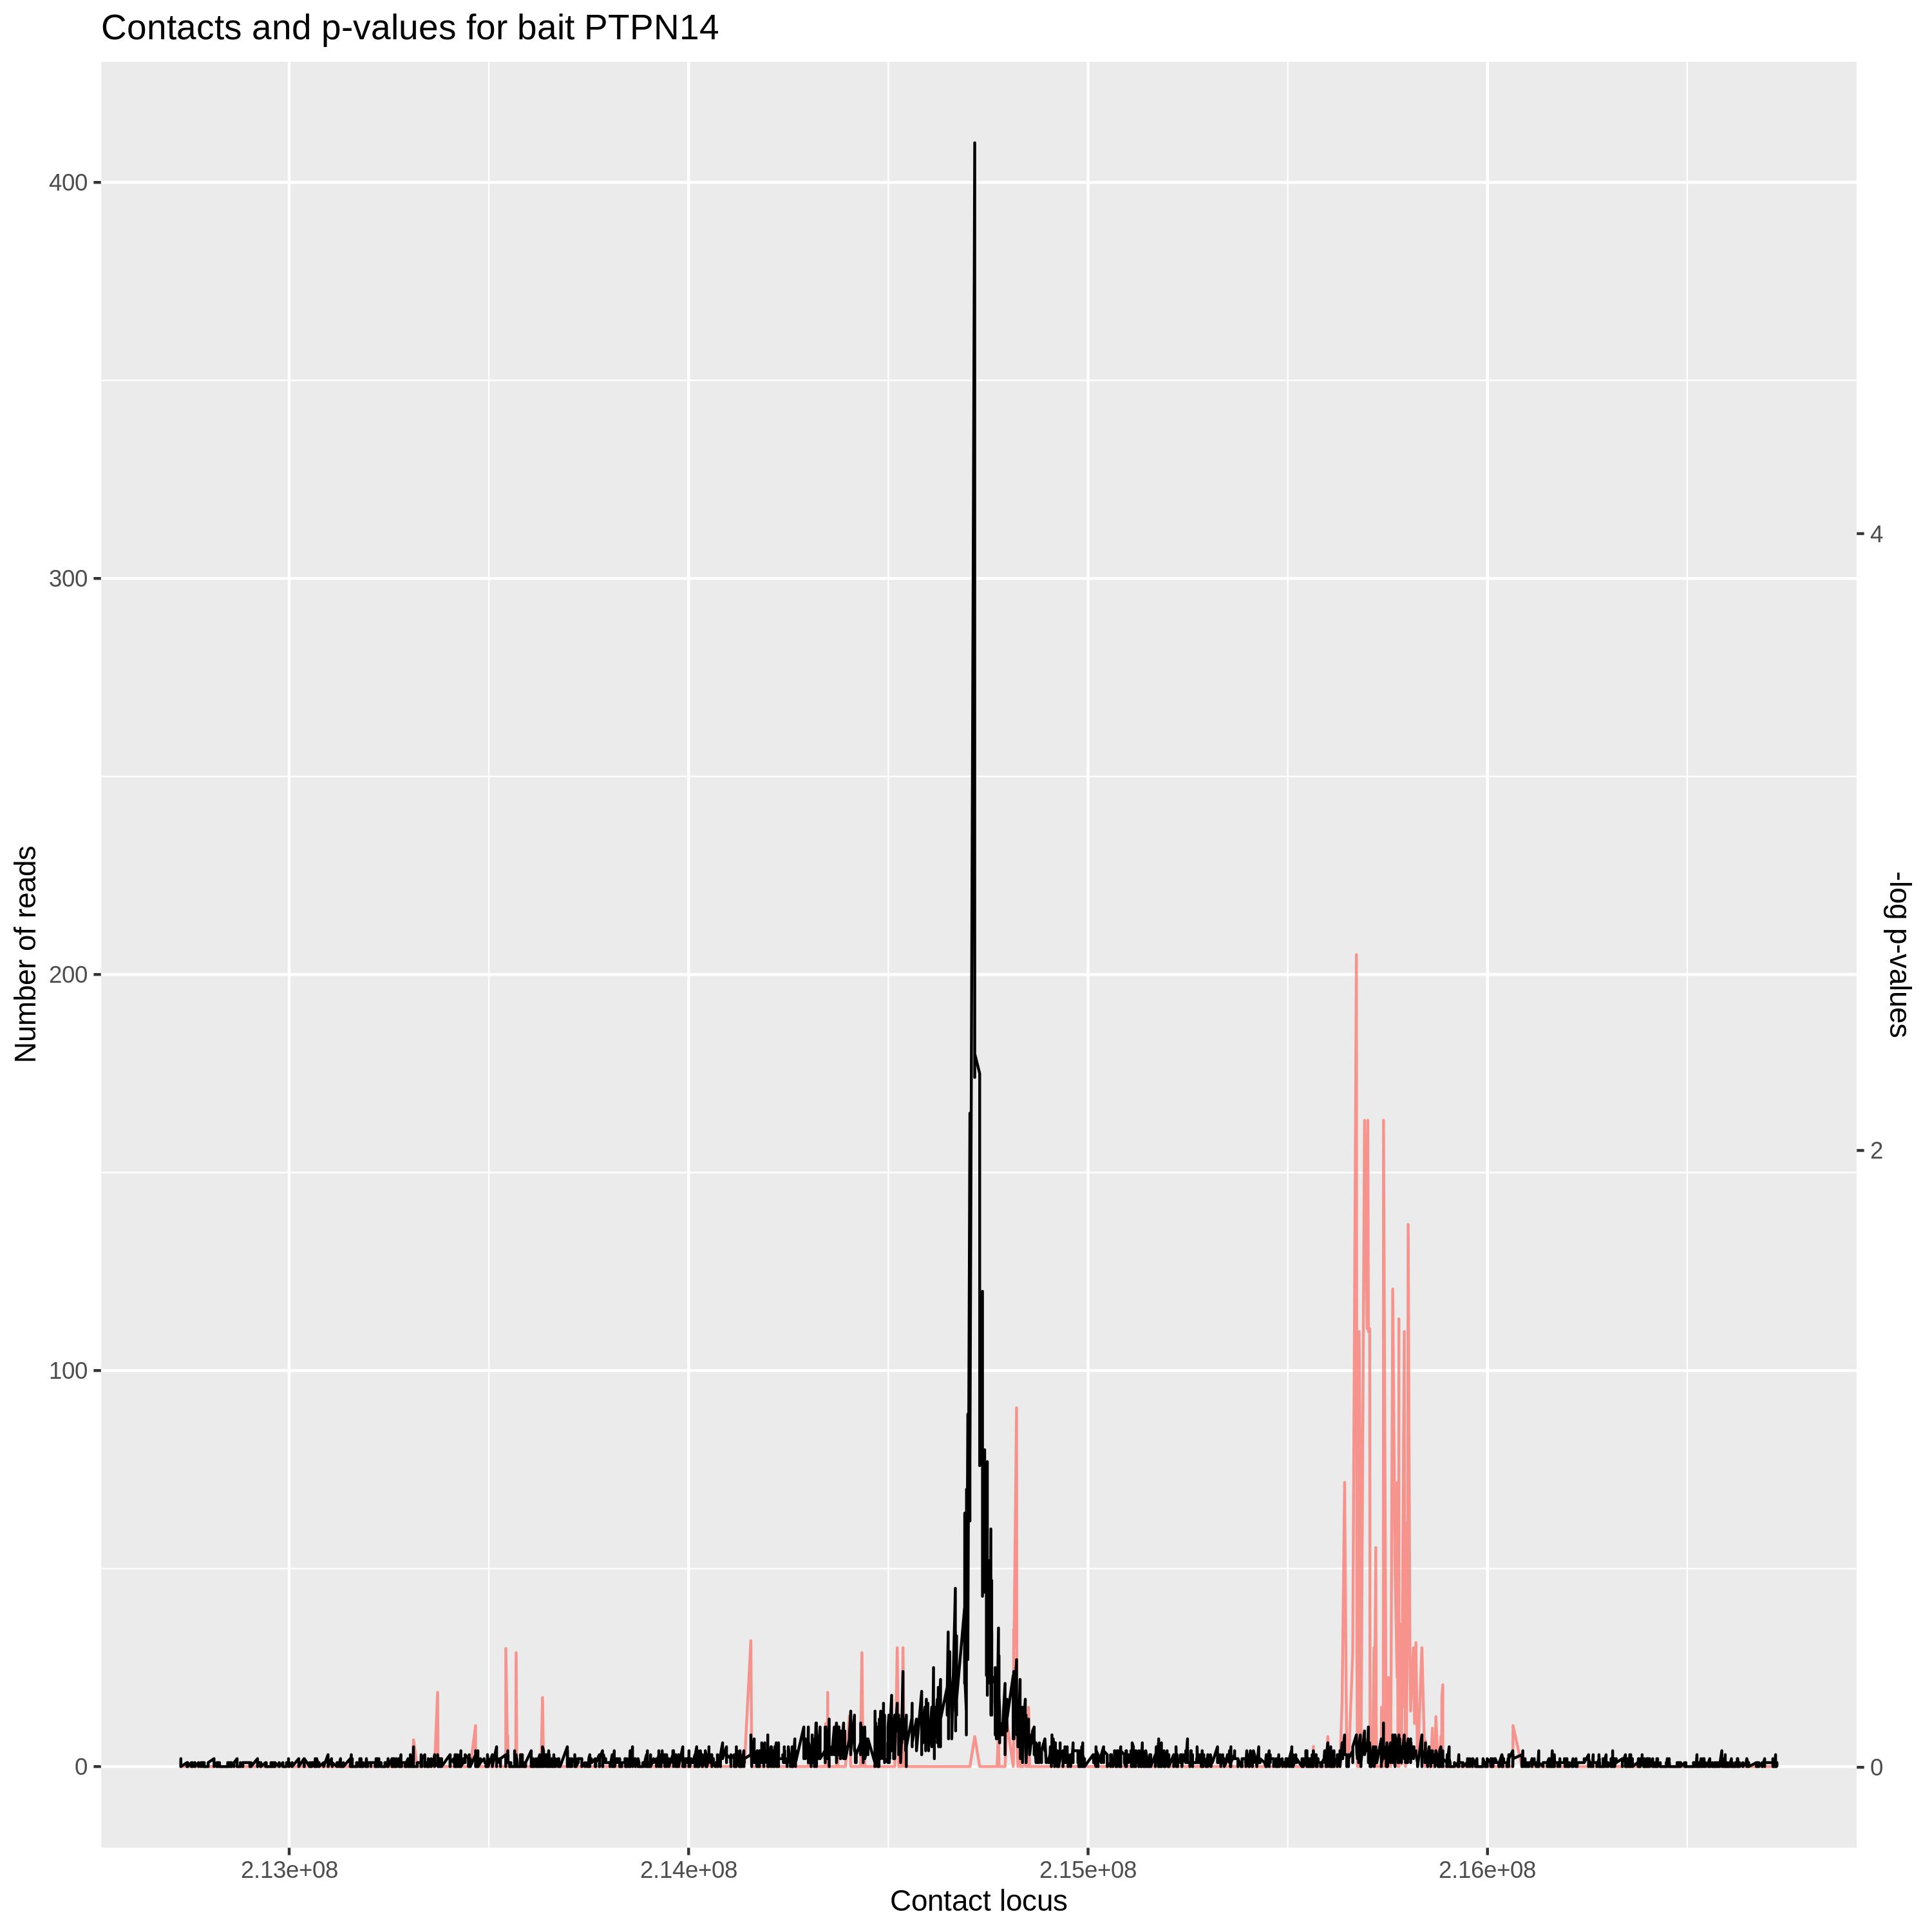 Contacts and p-values for bait PTPN14
400
300
200
100
0
Number of reads
4
2
0
-log p-values
2.13e+08
2.14e+08
2.15e+08
2.16e+08
Contact locus